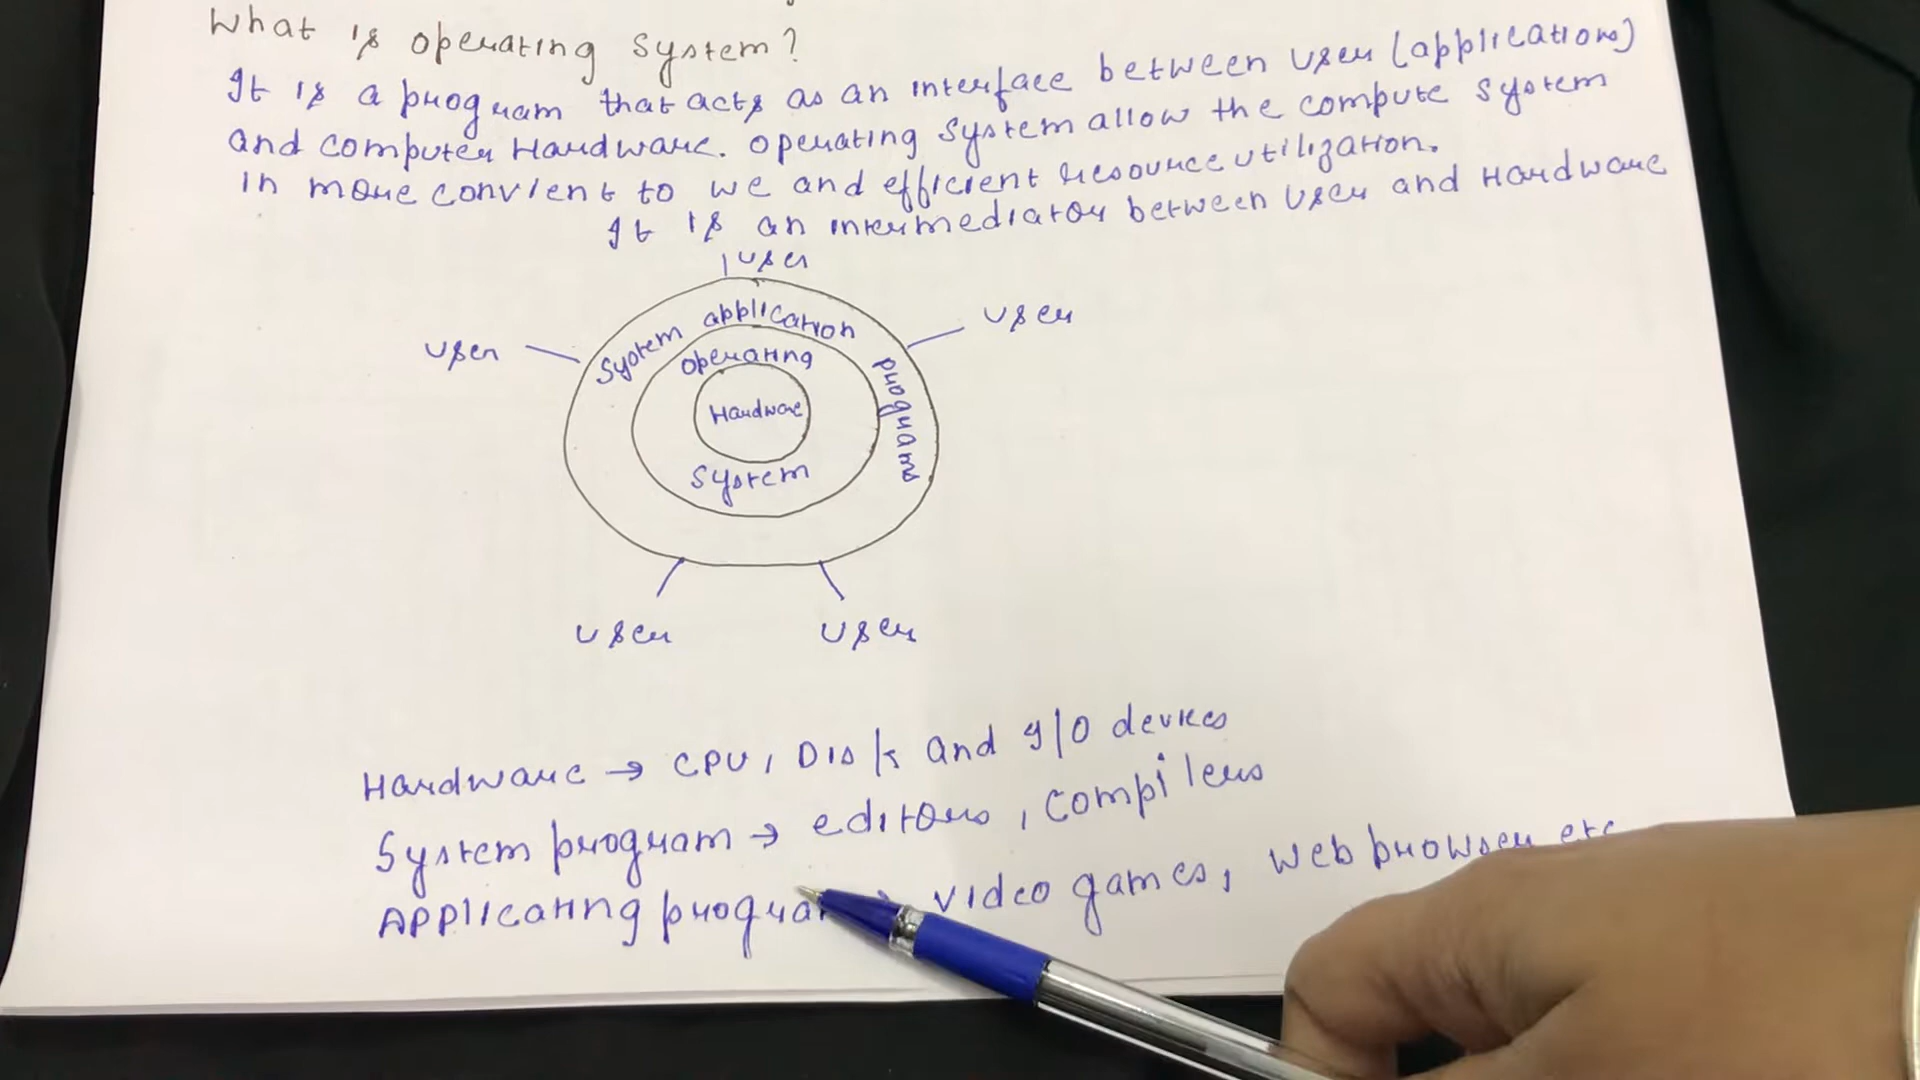 What is operating system?
It is a program that acts as an interface between user (applications)
and computer Hardware. operating system allow the compute system
in more convient to we and efficient resource utilization.
It is an intermediator between user and Hardware
user
user
user
System application programs
operating
Hardware
System
user
user
Hardware → CPU, Disk and I/O devices
System program → editors, compilers
Applicating program → video games, web browser etc